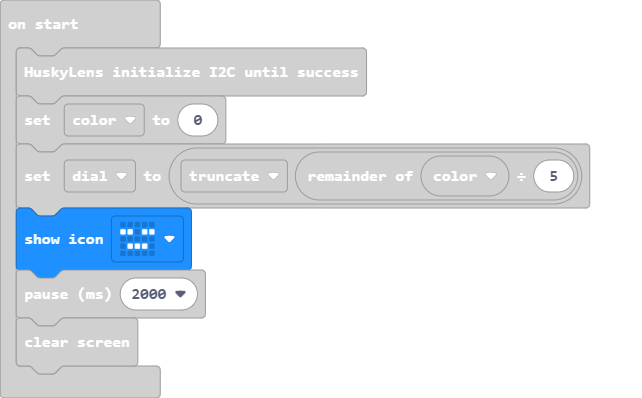 on start
HuskyLens initialize I2C until success
set color to 0
set dial to truncate remainder of color ÷ 5
show icon
pause (ms) 2000
clear screen